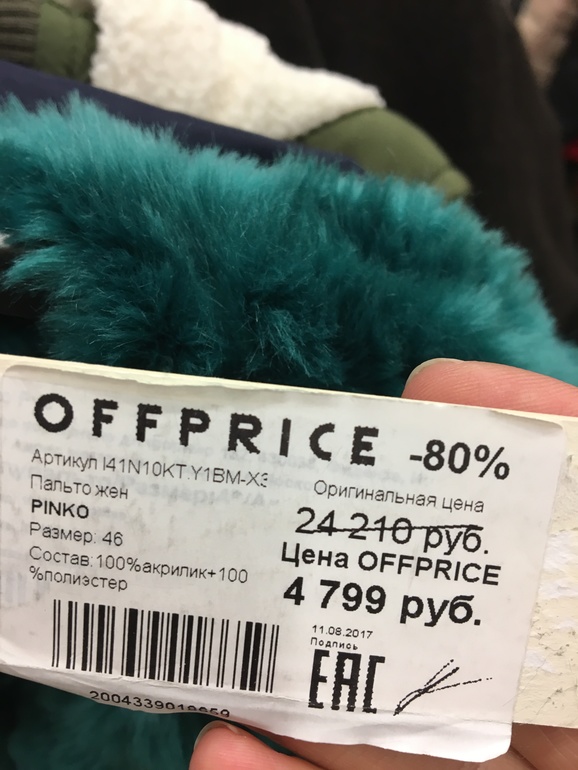 OFFPRICE -80%
Артикул I41N10KT.Y1BM-X3
Пальто жен
PINKO
Размер: 46
Состав:100%акрилик+100
%полиэстер
Оригинальная цена
24 210 руб.
Цена OFFPRICE
4 799 руб.
11.08.2017
Подпись
EAC